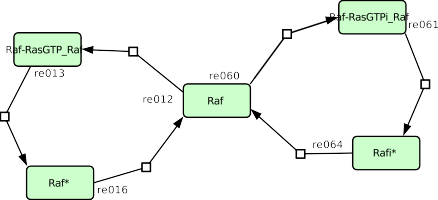 Raf-RasGTPi_Raf
re061
Raf-RasGTP_Raf
re013
re060
re012
Raf
re064
Rafi*
Raf*
re016